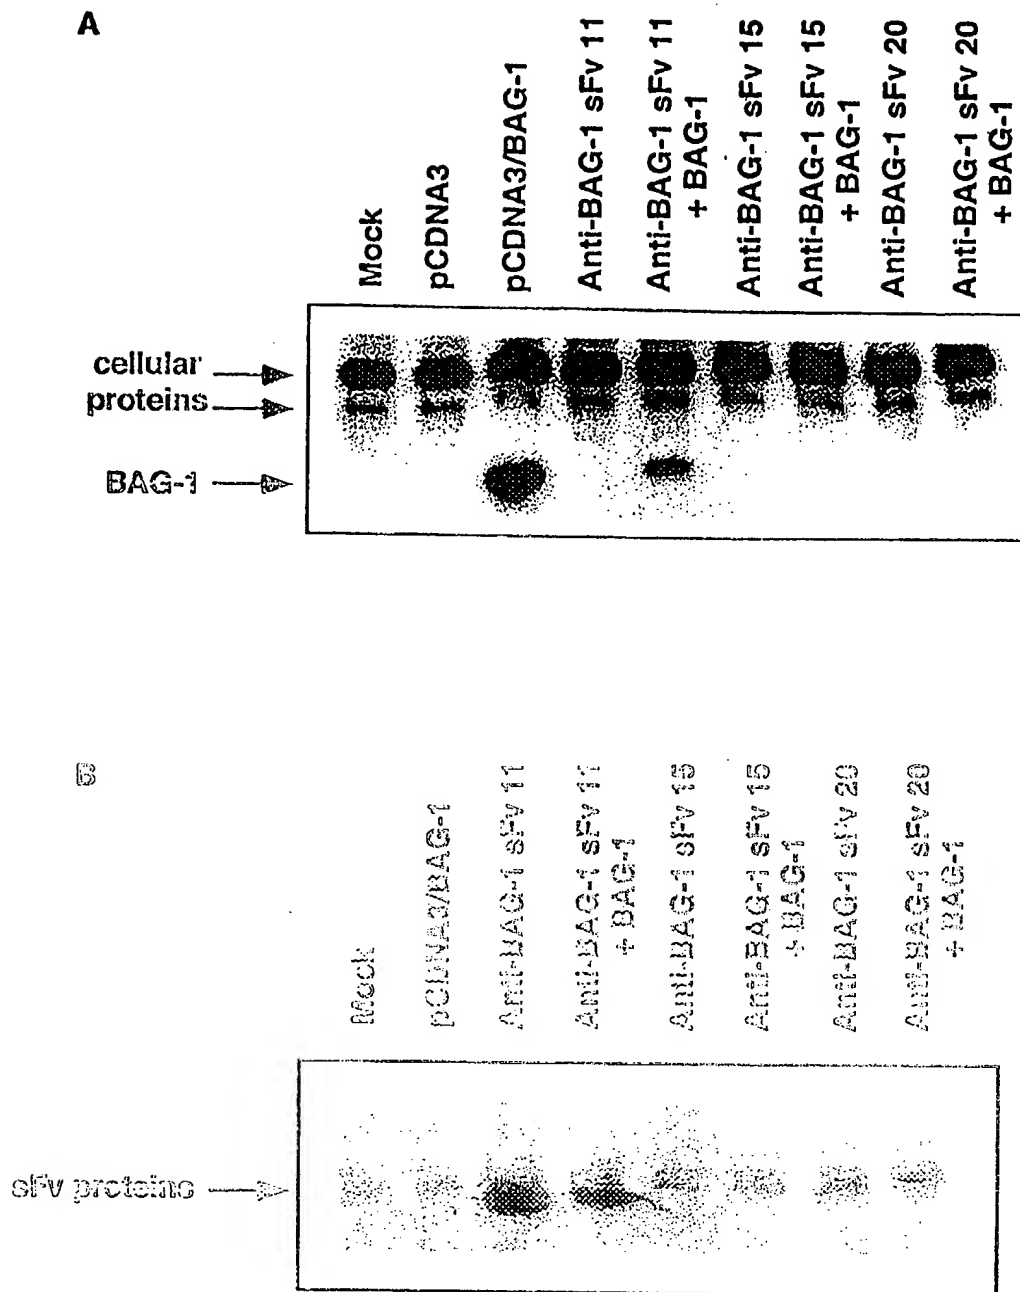 A
Mock
pCDNA3
pCDNA3/BAG-1
Anti-BAG-1 sFv 11
Anti-BAG-1 sFv 11
+ BAG-1
Anti-BAG-1 sFv 15
Anti-BAG-1 sFv 15
+ BAG-1
Anti-BAG-1 sFv 20
Anti-BAG-1 sFv 20
+ BAG-1
cellular
proteins
BAG-1
B
Mock
pCDNA3/BAG-1
Anti-BAG-1 sFv 11
Anti-BAG-1 sFv 11
+ BAG-1
Anti-BAG-1 sFv 15
Anti-BAG-1 sFv 15
+ BAG-1
Anti-BAG-1 sFv 20
Anti-BAG-1 sFv 20
+ BAG-1
sFv proteins